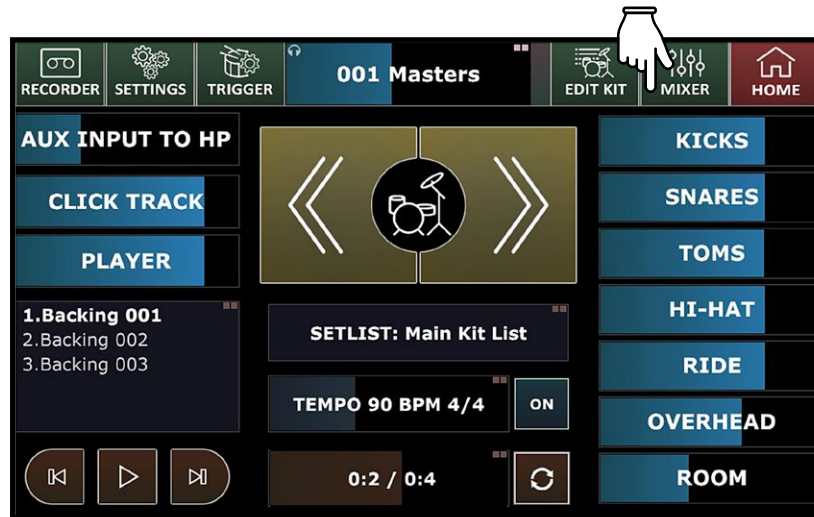 RECORDER
SETTINGS
TRIGGER
001 Masters
EDIT KIT
MIXER
HOME
AUX INPUT TO HP
CLICK TRACK
PLAYER
1.Backing 001
2.Backing 002
3.Backing 003
SETLIST: Main Kit List
TEMPO 90 BPM 4/4
ON
0:2 / 0:4
KICKS
SNARES
TOMS
HI-HAT
RIDE
OVERHEAD
ROOM